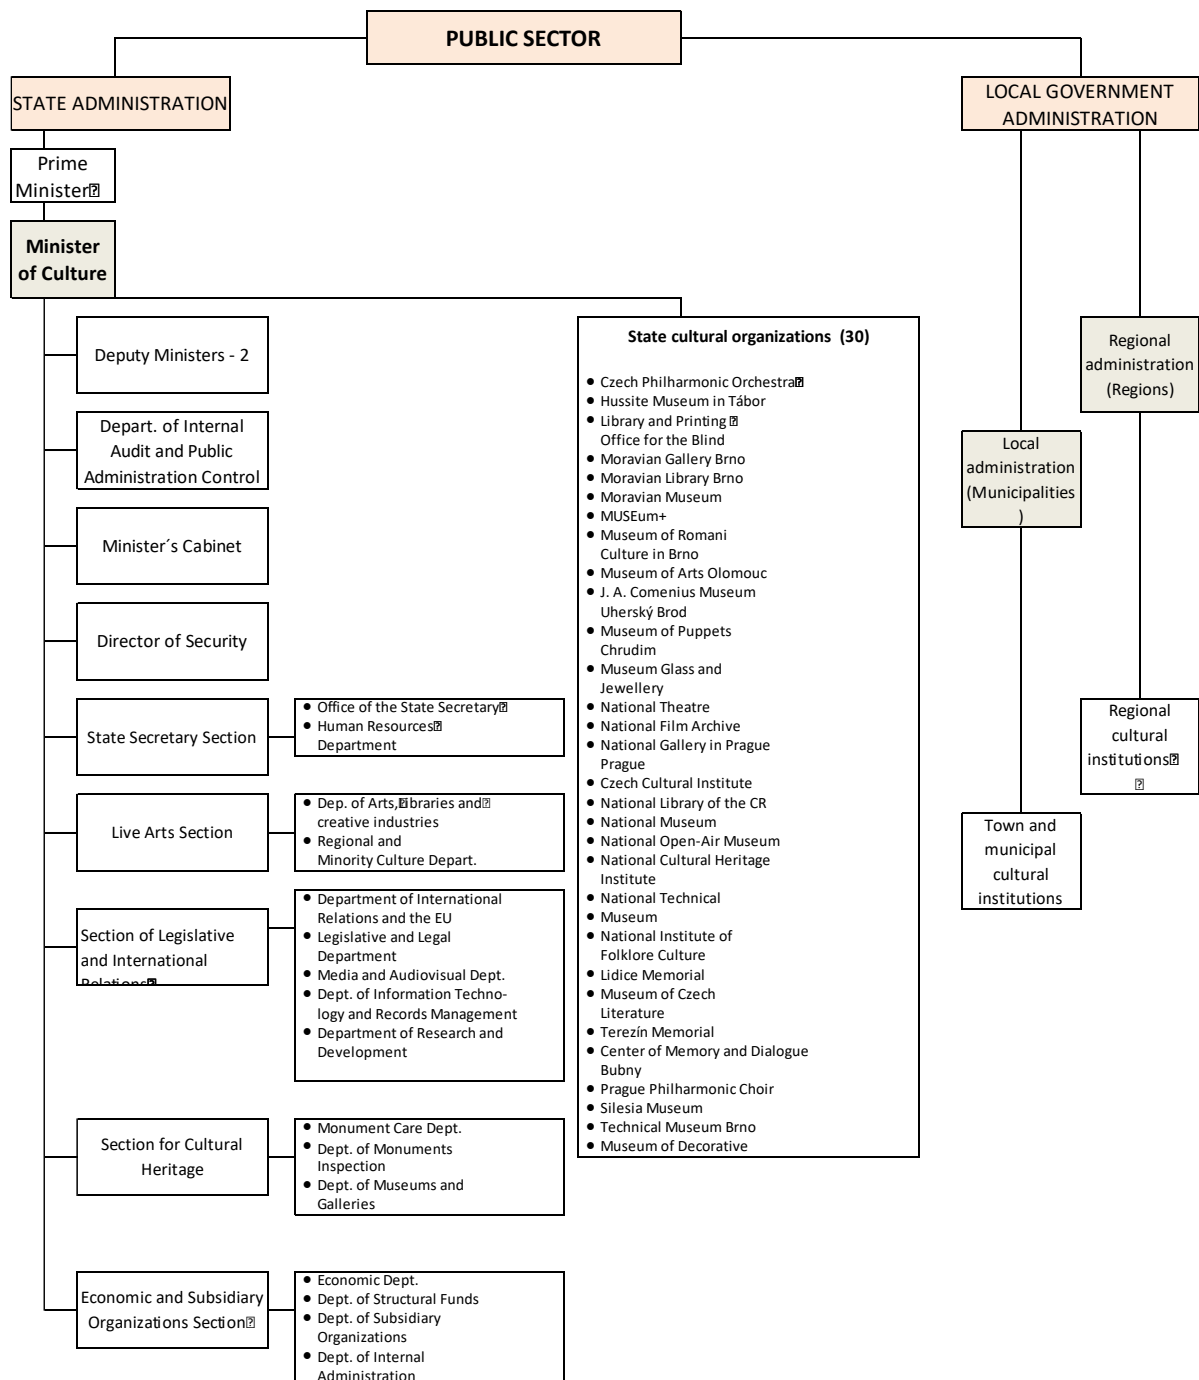 PUBLIC SECTOR
STATE ADMINISTRATION
LOCAL GOVERNMENT
ADMINISTRATION
Prime
Minister
Minister
of Culture
Deputy Ministers - 2
Depart. of Internal
Audit and Public
Administration Control
Minister´s Cabinet
Director of Security
State Secretary Section
• Office of the State Secretary
• Human Resources
Department
Live Arts Section
• Dep. of Arts, Libraries and
creative industries
• Regional and
Minority Culture Depart.
Section of Legislative
and International
Relations
• Department of International
Relations and the EU
• Legislative and Legal
Department
• Media and Audiovisual Dept.
• Dept. of Information Techno-
logy and Records Management
• Department of Research and
Development
Section for Cultural
Heritage
• Monument Care Dept.
• Dept. of Monuments
Inspection
• Dept. of Museums and
Galleries
Economic and Subsidiary
Organizations Section
• Economic Dept.
• Dept. of Structural Funds
• Dept. of Subsidiary
Organizations
• Dept. of Internal
Administration
State cultural organizations (30)
• Czech Philharmonic Orchestra
• Hussite Museum in Tábor
• Library and Printing
Office for the Blind
• Moravian Gallery Brno
• Moravian Library Brno
• Moravian Museum
• MUSEum+
• Museum of Romani
Culture in Brno
• Museum of Arts Olomouc
• J. A. Comenius Museum
Uherský Brod
• Museum of Puppets
Chrudim
• Museum Glass and
Jewellery
• National Theatre
• National Film Archive
• National Gallery in Prague
Prague
• Czech Cultural Institute
• National Library of the CR
• National Museum
• National Open-Air Museum
• National Cultural Heritage
Institute
• National Technical
• Museum
• National Institute of
Folklore Culture
• Lidice Memorial
• Museum of Czech
Literature
• Terezín Memorial
• Center of Memory and Dialogue
Bubny
• Prague Philharmonic Choir
• Silesia Museum
• Technical Museum Brno
• Museum of Decorative
Regional
administration
(Regions)
Local
administration
(Municipalities
)
Regional
cultural
institutions
Town and
municipal
cultural
institutions